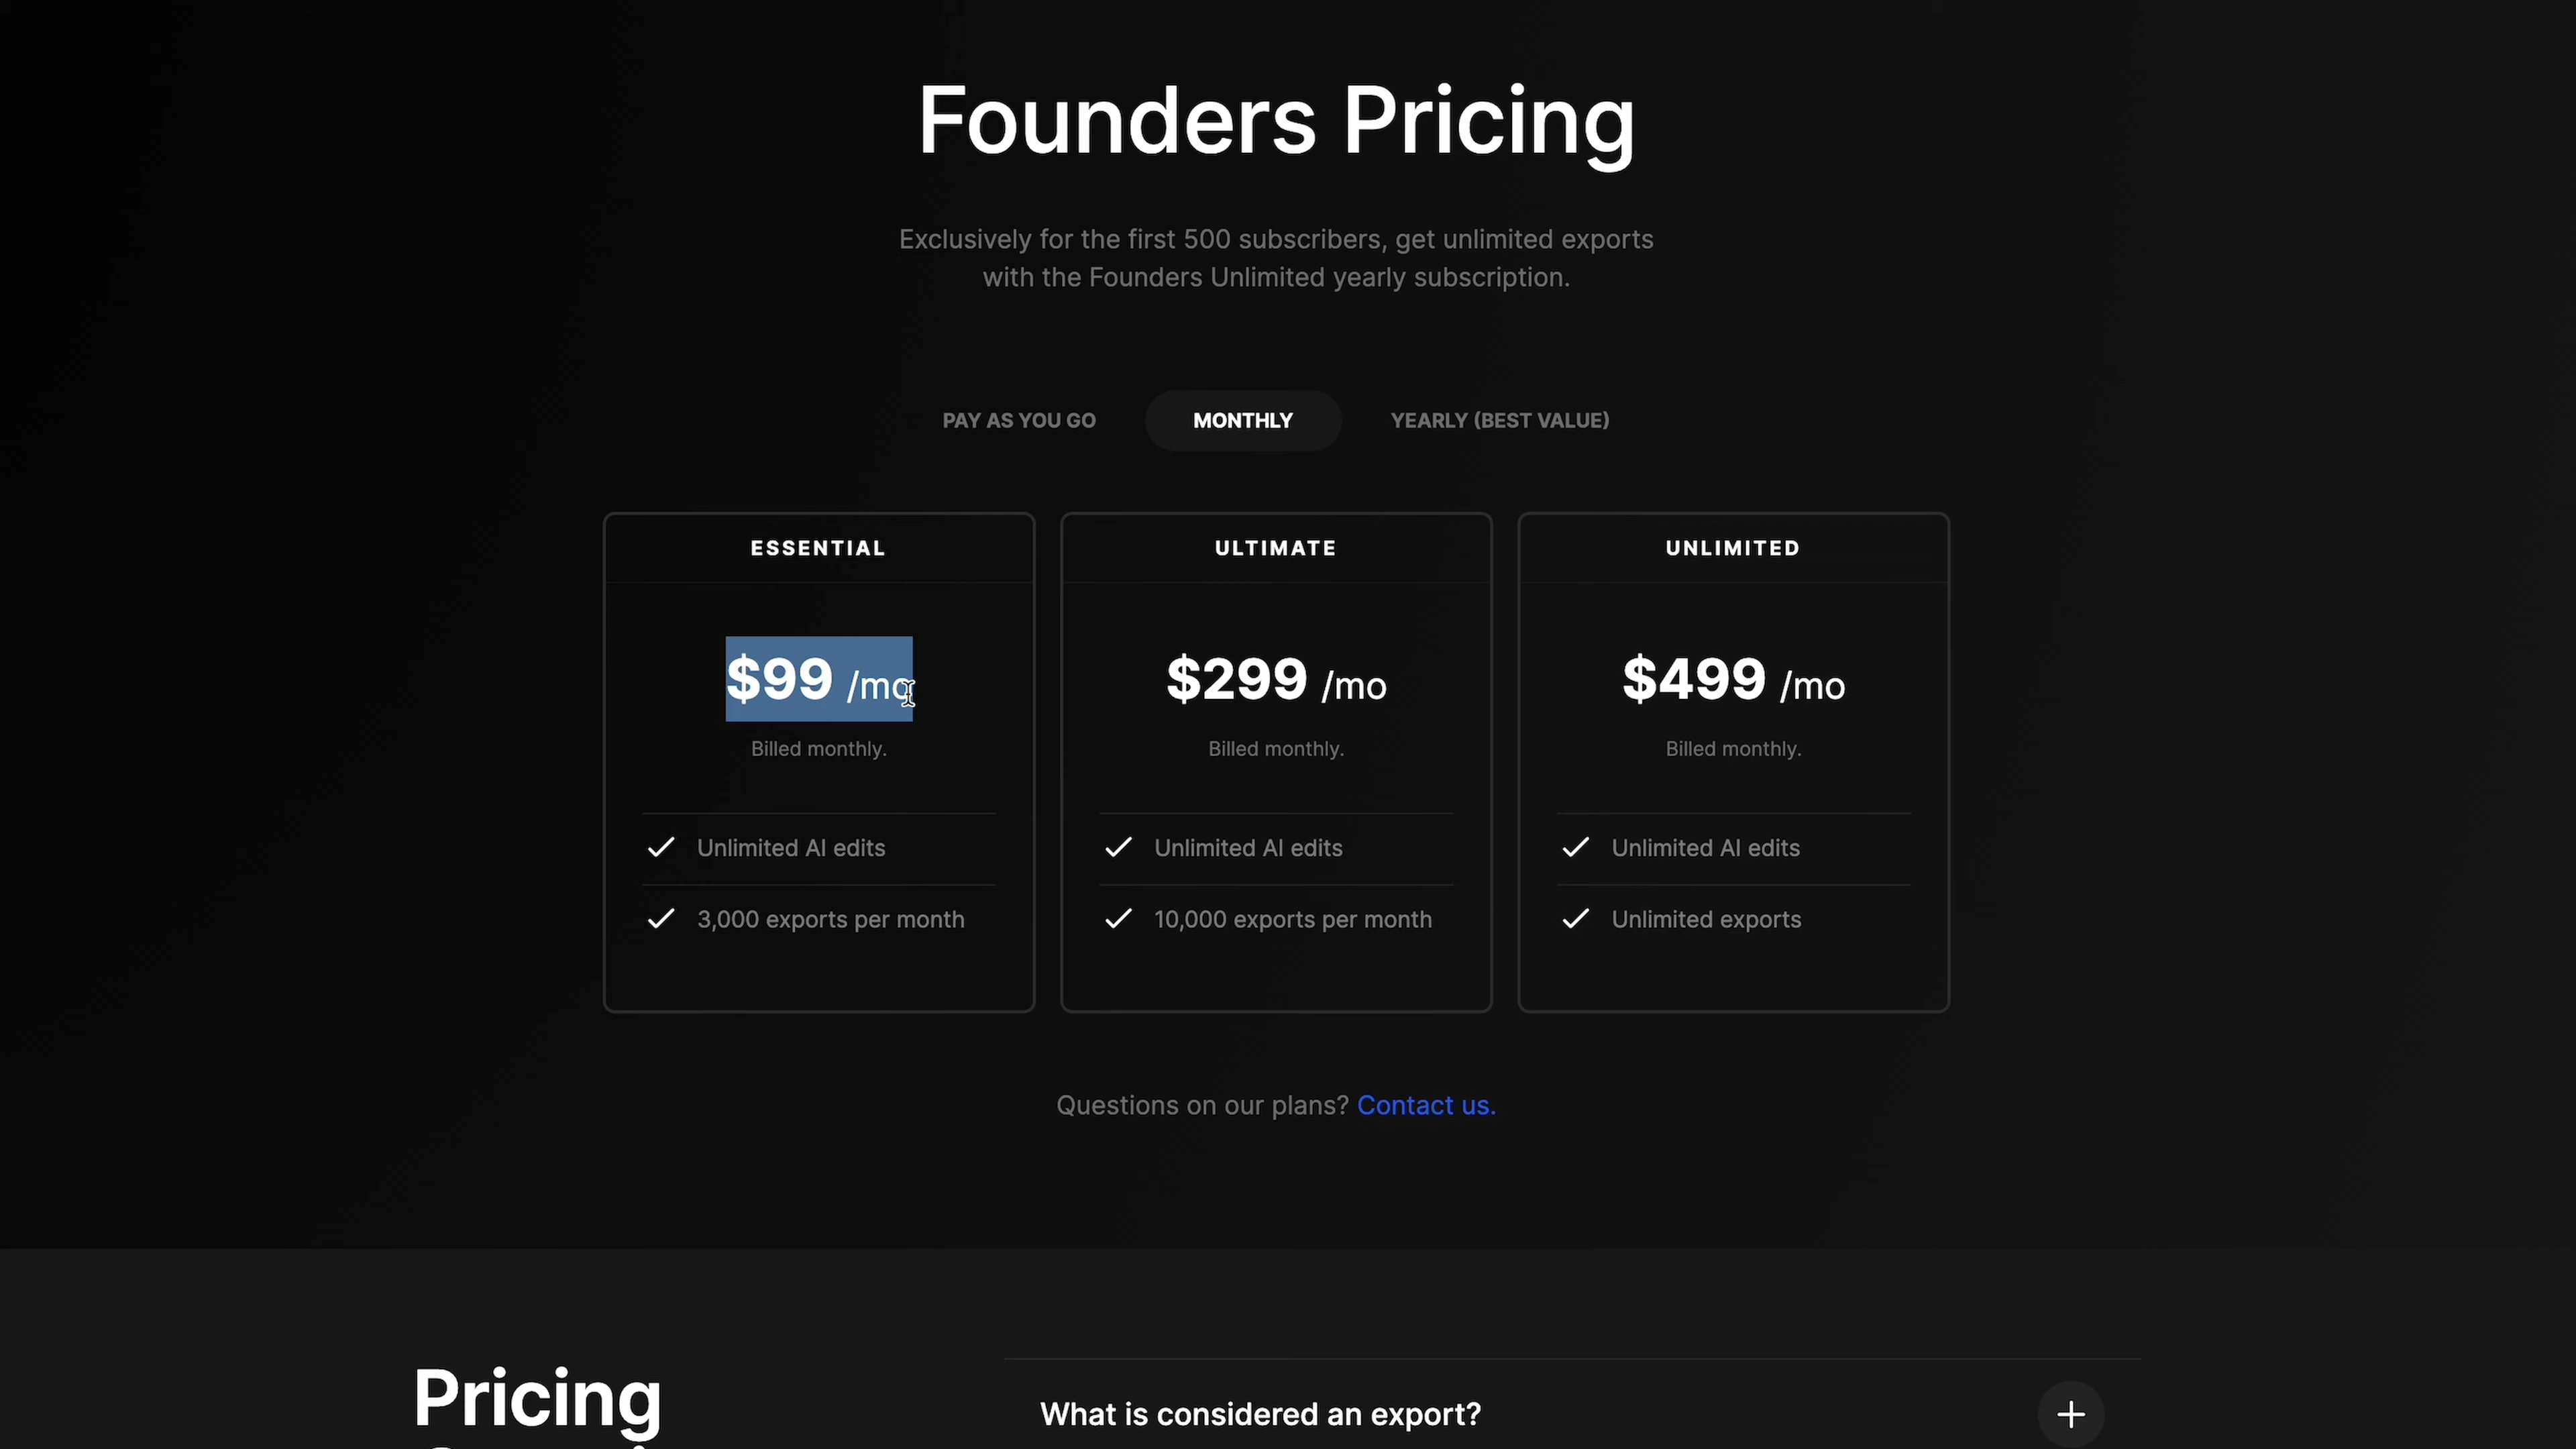 Founders Pricing
Exclusively for the first 500 subscribers, get unlimited exports
with the Founders Unlimited yearly subscription.
PAY AS YOU GO
MONTHLY
YEARLY (BEST VALUE)
ESSENTIAL
$99 /mo
Billed monthly.
Unlimited AI edits
3,000 exports per month
ULTIMATE
$299 /mo
Billed monthly.
Unlimited AI edits
10,000 exports per month
UNLIMITED
$499 /mo
Billed monthly.
Unlimited AI edits
Unlimited exports
Questions on our plans? Contact us.
Pricing
What is considered an export?